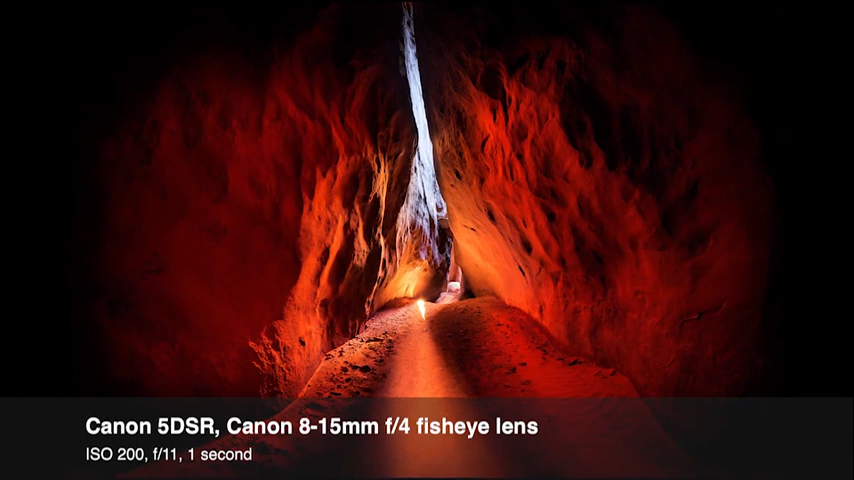 Canon 5DSR, Canon 8-15mm f/4 fisheye lens
ISO 200, f/11, 1 second